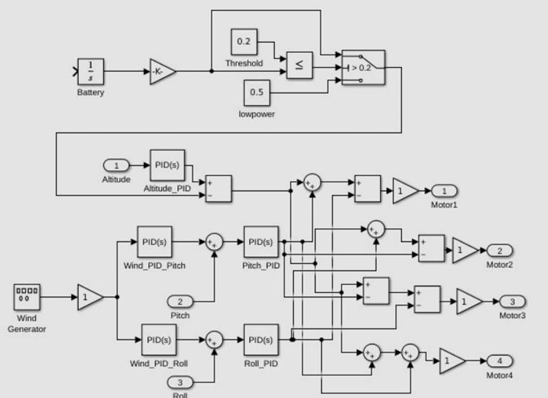 0.2
Threshold
≤
> 0.2
1
s
Battery
-K-
0.5
lowpower
1
Altitude
PID(s)
Altitude_PID
+
−
+
+
+
−
1
1
Motor1
PID(s)
Wind_PID_Pitch
+
+
PID(s)
Pitch_PID
+
+
+
−
1
2
Motor2
Wind
Generator
1
2
Pitch
+
−
+
−
1
3
Motor3
PID(s)
Wind_PID_Roll
+
+
PID(s)
Roll_PID
+
+
+
+
1
4
Motor4
3
Roll